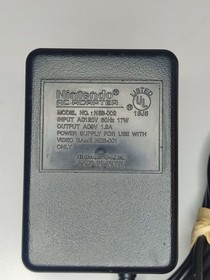 Nintendo®
AC ADAPTER
MODEL NO.: NES-002
INPUT AC120V 60Hz 17W
OUTPUT AC9V 1.3A
POWER SUPPLY FOR USE WITH
VIDEO GAME NES-001
ONLY
LISTED
UL